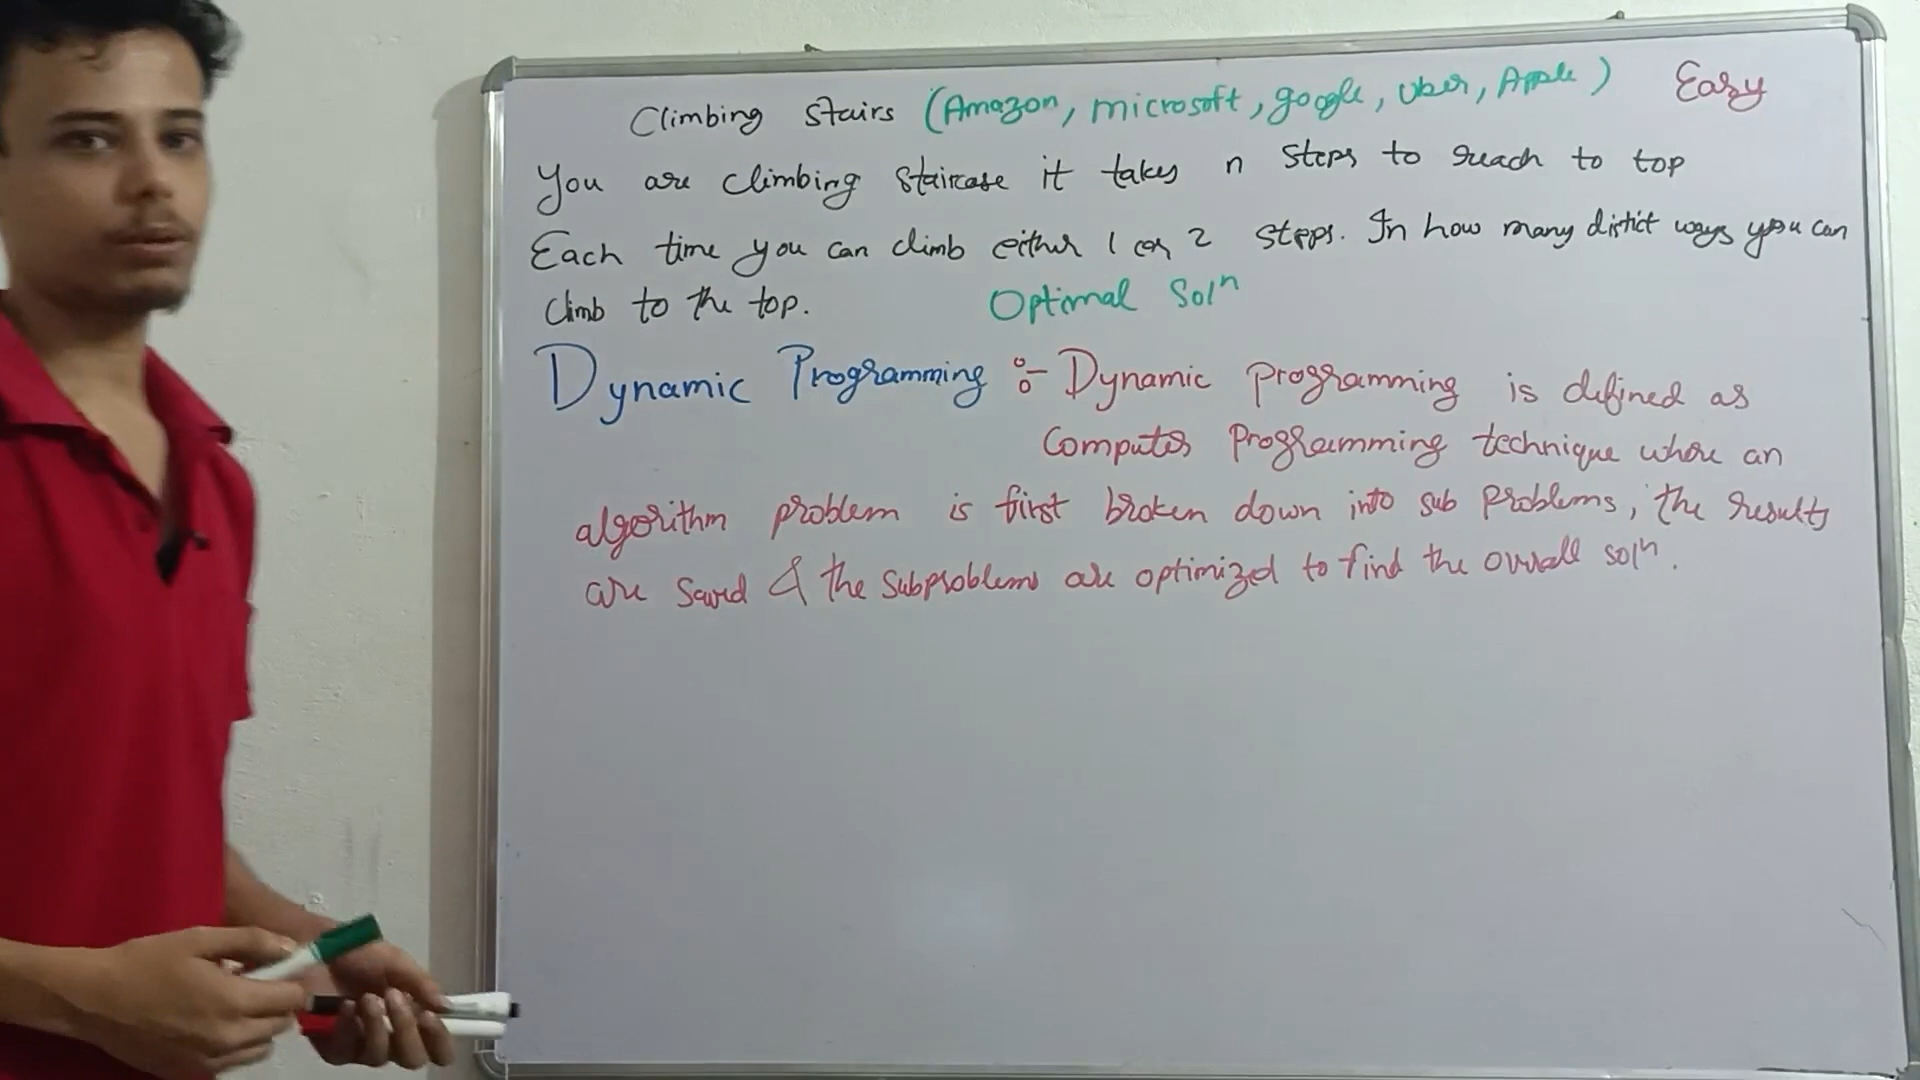 Climbing Stairs (Amazon, microsoft, google, Uber, Apple) Easy
You are climbing staircase it takes n steps to reach to top
Each time you can climb either 1 or 2 steps. In how many distict ways you can
climb to the top. Optimal Solⁿ
Dynamic Programming :- Dynamic programming is defined as
Computer Programming technique where an
algorithm problem is first broken down into sub problems, the results
are saved & the subproblems are optimized to find the overall solⁿ.